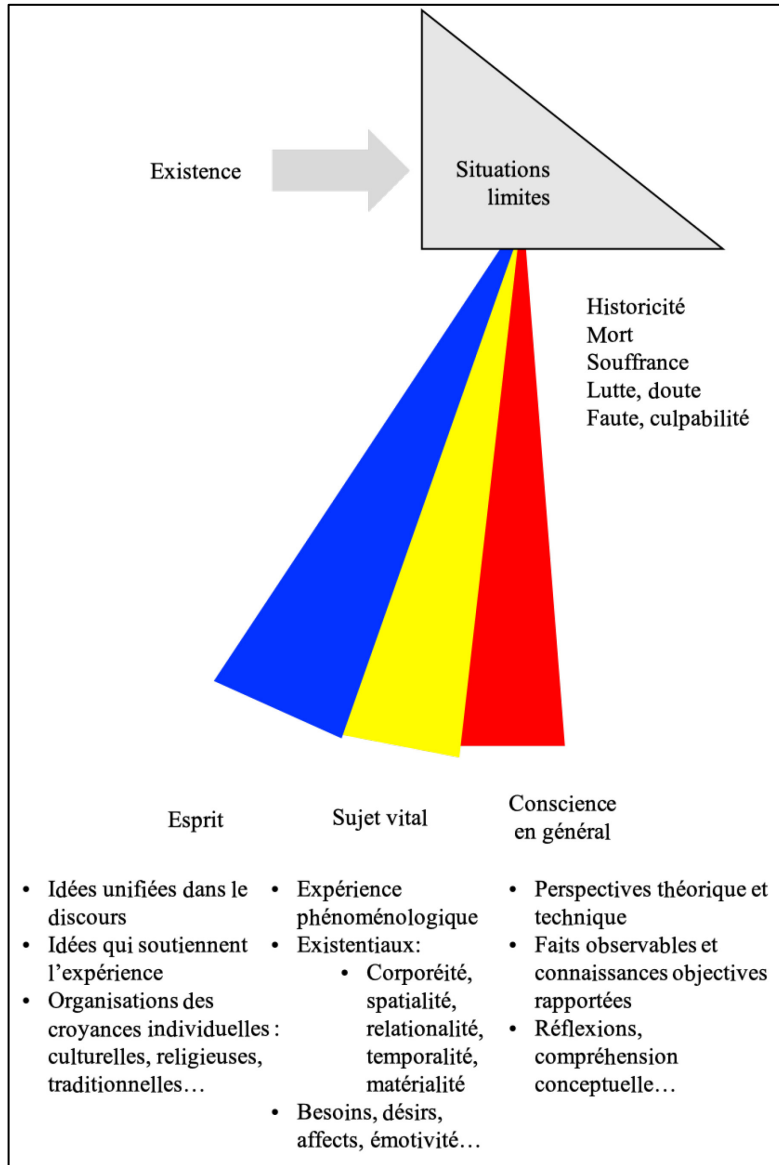 Existence
Situations
limites
Historicité
Mort
Souffrance
Lutte, doute
Faute, culpabilité
Esprit
• Idées unifiées dans le
discours
• Idées qui soutiennent
l’expérience
• Organisations des
croyances individuelles :
culturelles, religieuses,
traditionnelles…
Sujet vital
• Expérience
phénoménologique
• Existentiaux:
• Corporéité,
spatialité,
relationalité,
temporalité,
matérialité
• Besoins, désirs,
affects, émotivité…
Conscience
en général
• Perspectives théorique et
technique
• Faits observables et
connaissances objectives
rapportées
• Réflexions,
compréhension
conceptuelle…